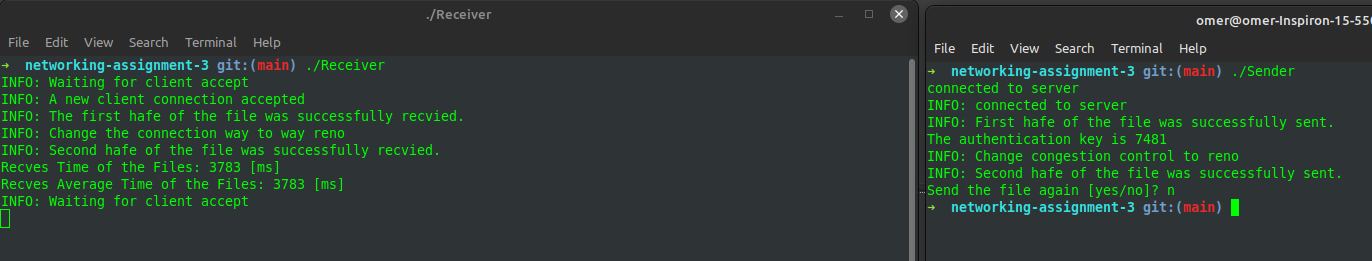 ./Receiver
File Edit View Search Terminal Help
➜ networking-assignment-3 git:(main) ./Receiver
INFO: Waiting for client accept
INFO: A new client connection accepted
INFO: The first hafe of the file was successfully recvied.
INFO: Change the connection way to way reno
INFO: Second hafe of the file was successfully recvied.
Recves Time of the Files: 3783 [ms]
Recves Average Time of the Files: 3783 [ms]
INFO: Waiting for client accept
omer@omer-Inspiron-15-550
File Edit View Search Terminal Help
➜ networking-assignment-3 git:(main) ./Sender
connected to server
INFO: connected to server
INFO: First hafe of the file was successfully sent.
The authentication key is 7481
INFO: Change congestion control to reno
INFO: Second hafe of the file was successfully sent.
Send the file again [yes/no]? n
➜ networking-assignment-3 git:(main)